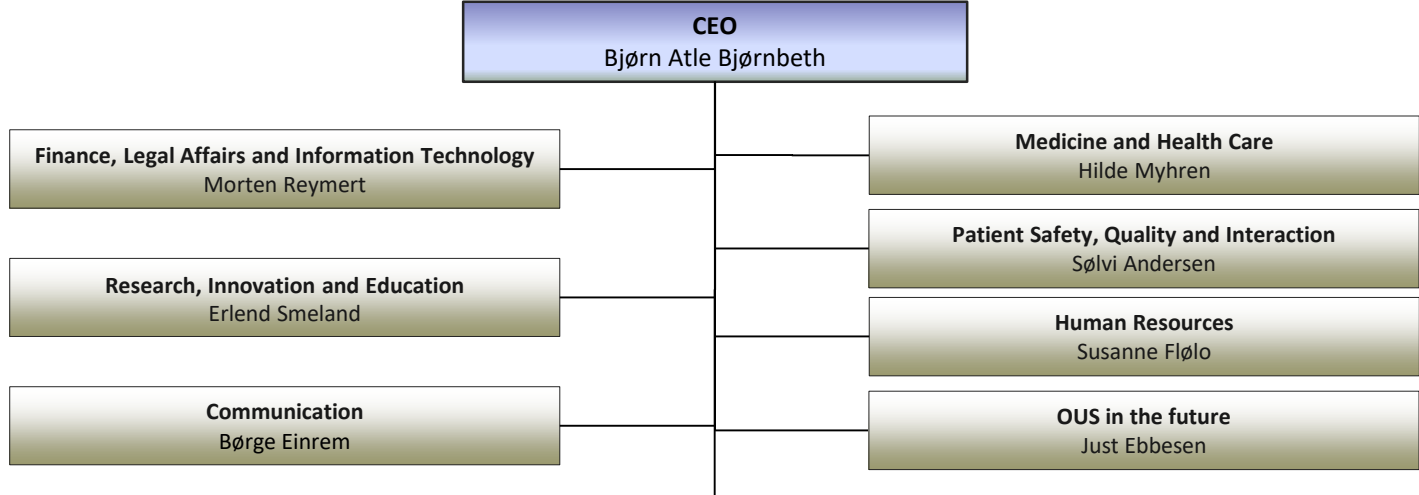 CEO
Bjørn Atle Bjørnbeth
Finance, Legal Affairs and Information Technology
Morten Reymert
Research, Innovation and Education
Erlend Smeland
Communication
Børge Einrem
Medicine and Health Care
Hilde Myhren
Patient Safety, Quality and Interaction
Sølvi Andersen
Human Resources
Susanne Flølo
OUS in the future
Just Ebbesen